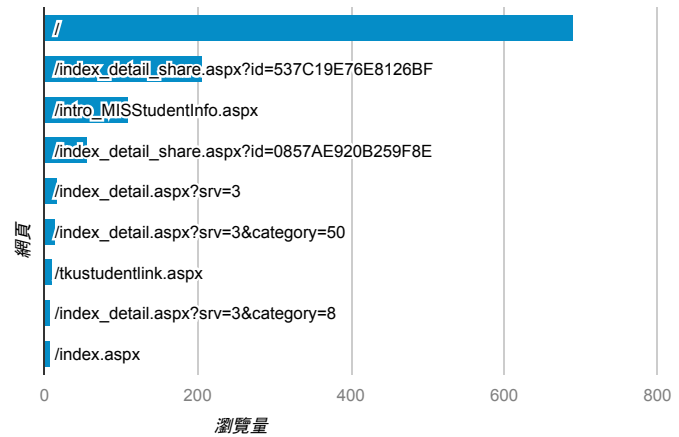 /
/index_detail_share.aspx?id=537C19E76E8126BF
/intro_MISStudentInfo.aspx
/index_detail_share.aspx?id=0857AE920B259F8E
/index_detail.aspx?srv=3
/index_detail.aspx?srv=3&category=50
/tkustudentlink.aspx
/index_detail.aspx?srv=3&category=8
/index.aspx
網頁
0 200 400 600 800
瀏覽量